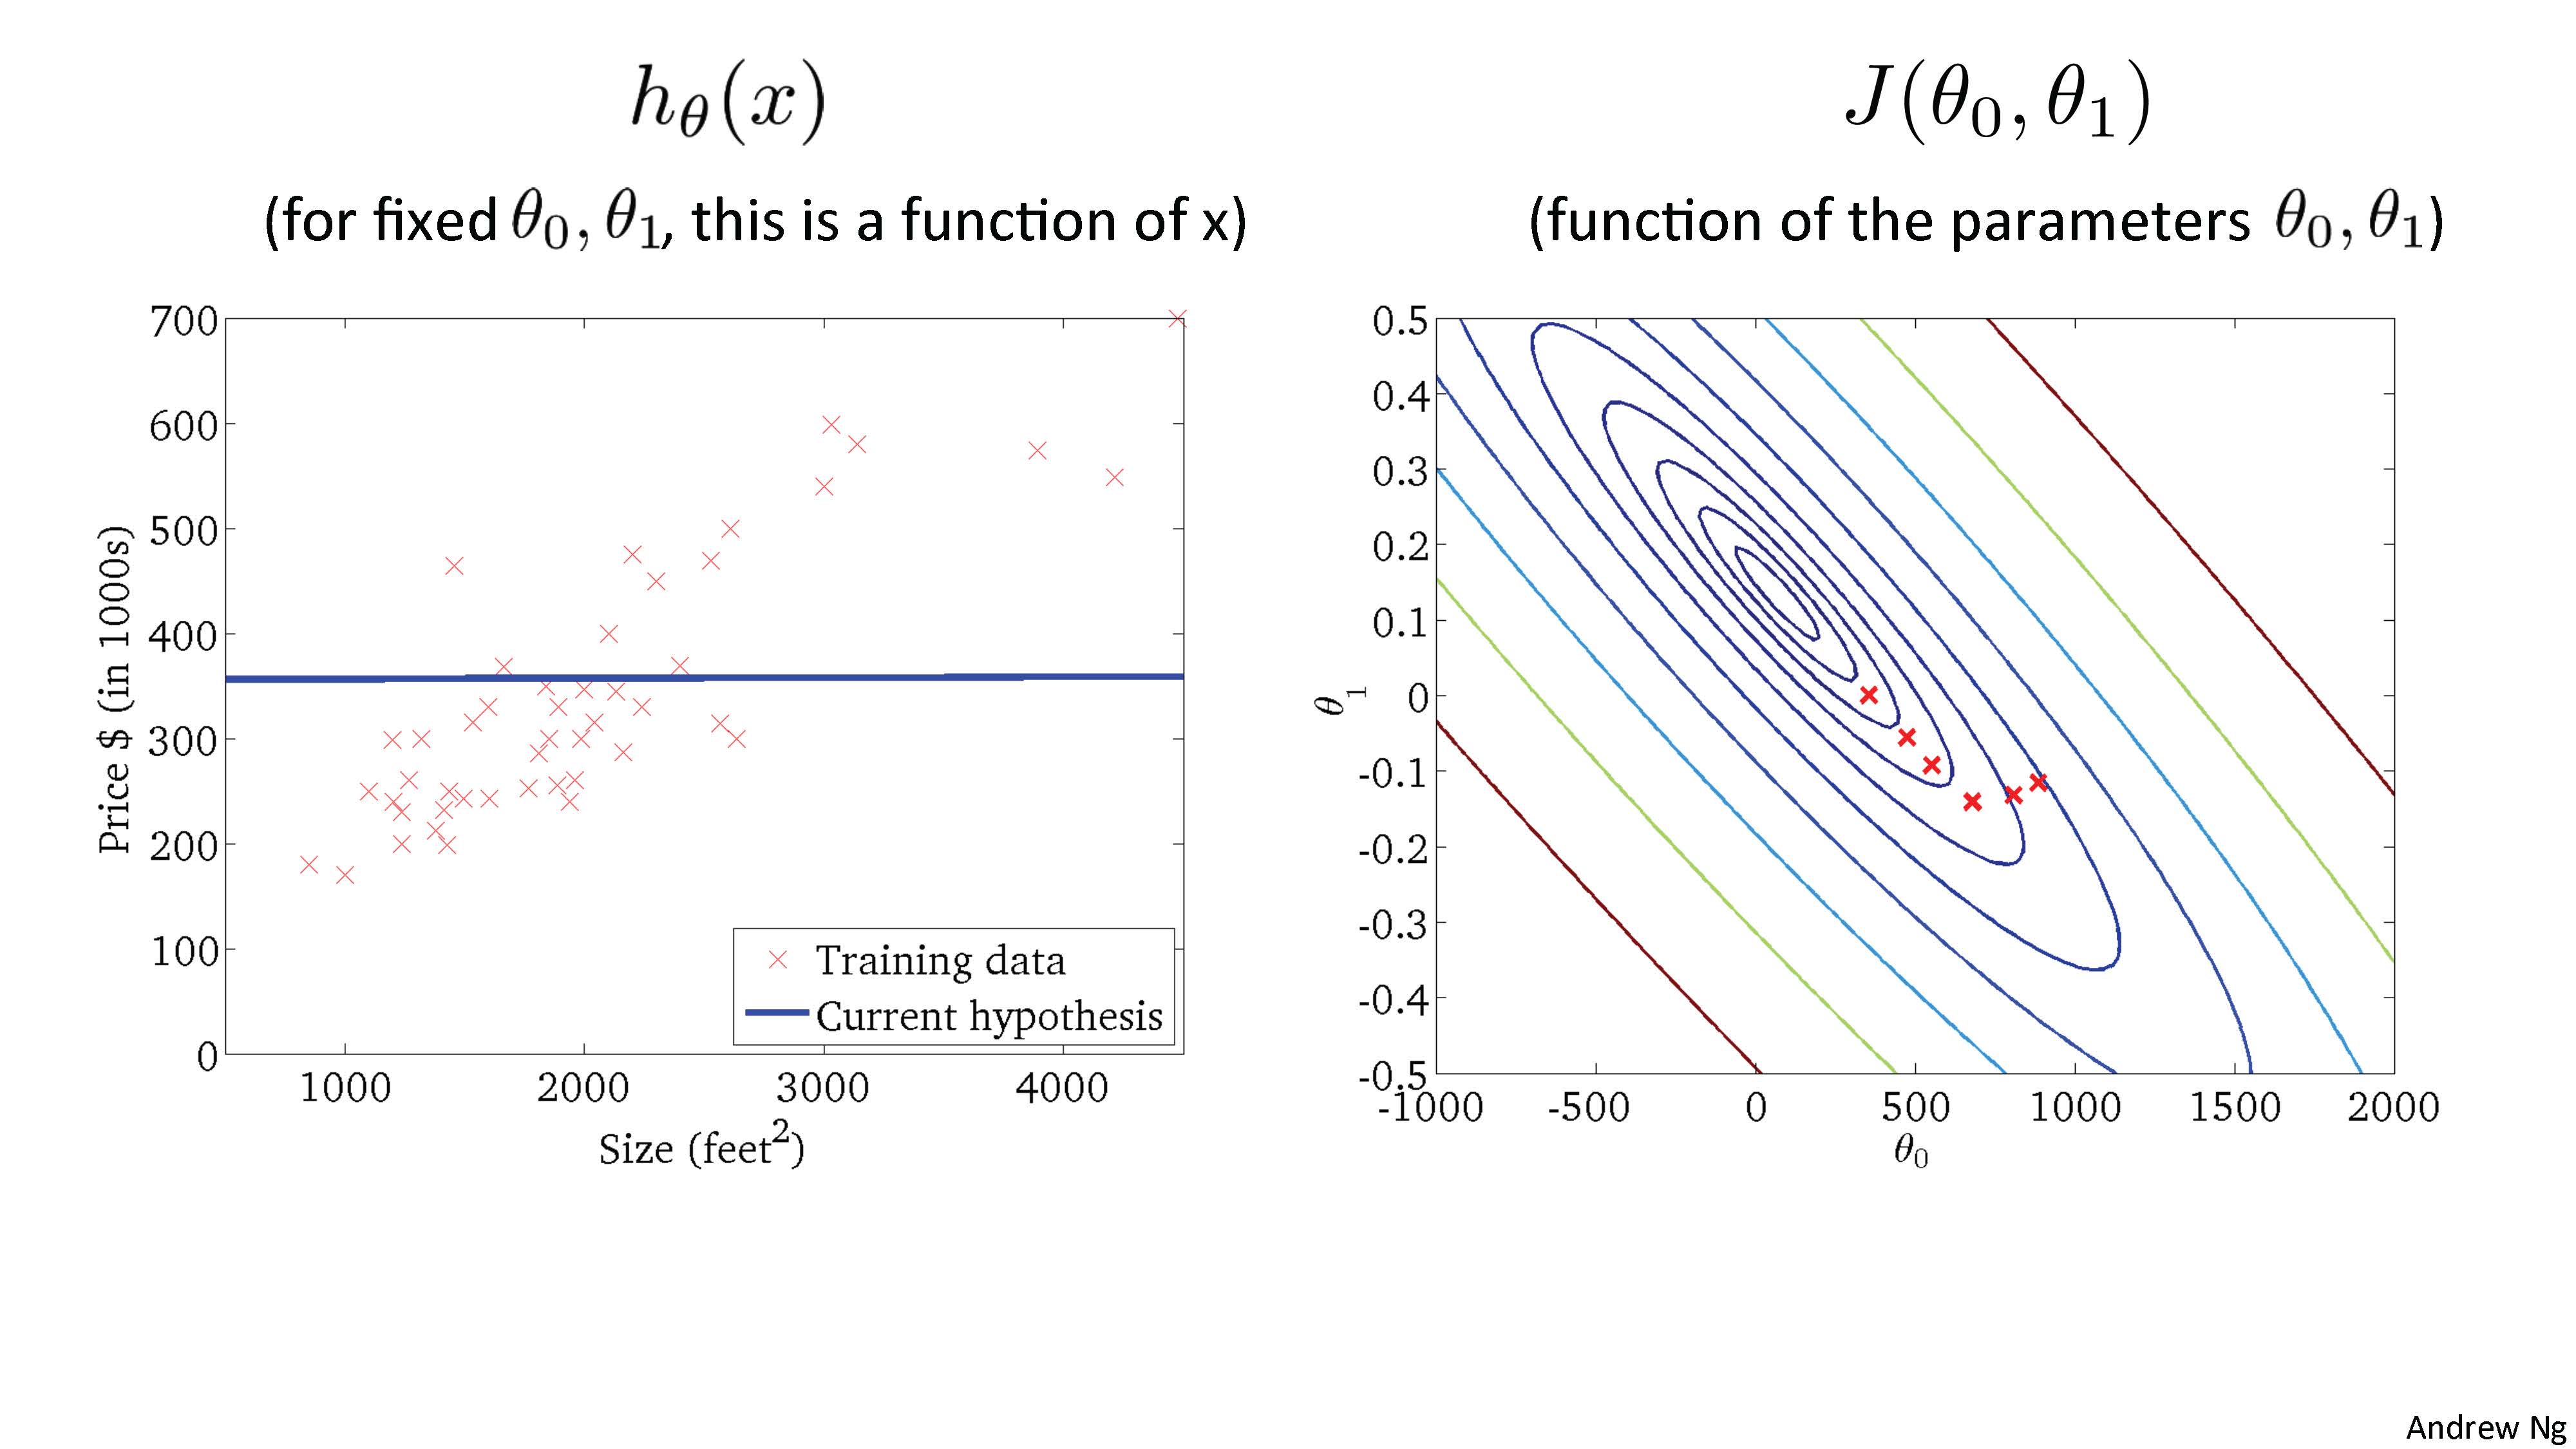 h_θ(x)
(for fixed θ₀, θ₁, this is a function of x)
700
600
500
400
300
200
100
0
Price $ (in 1000s)
1000 2000 3000 4000
Size (feet²)
Training data
Current hypothesis
J(θ₀, θ₁)
(function of the parameters θ₀, θ₁)
0.5
0.4
0.3
0.2
0.1
0
-0.1
-0.2
-0.3
-0.4
-0.5
θ₁
-1000 -500 0 500 1000 1500 2000
θ₀
Andrew Ng